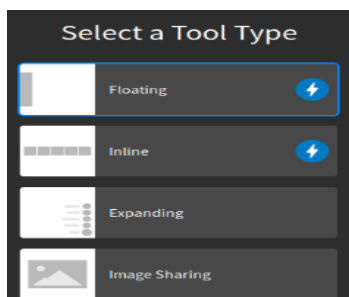 Select a Tool Type
Floating
Inline
Expanding
Image Sharing